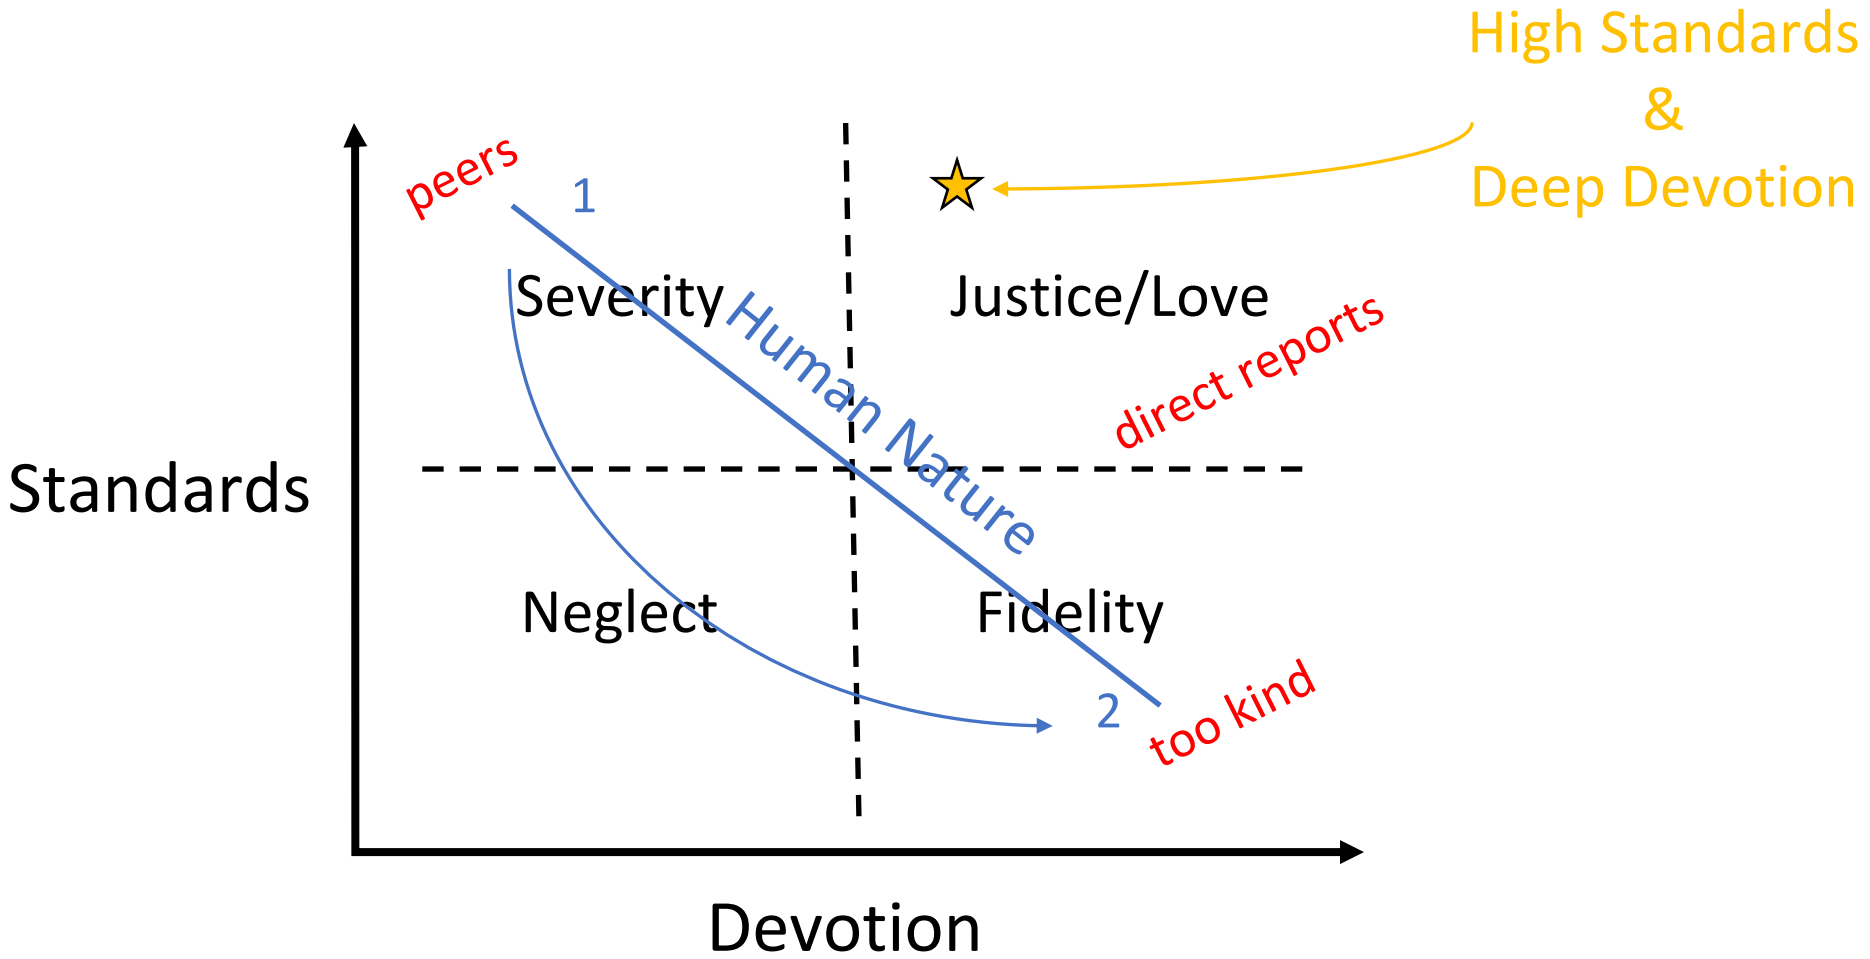 High Standards
&
Deep Devotion
peers
1
Severity
Justice/Love
Human Nature
direct reports
Standards
Neglect
Fidelity
2
too kind
Devotion